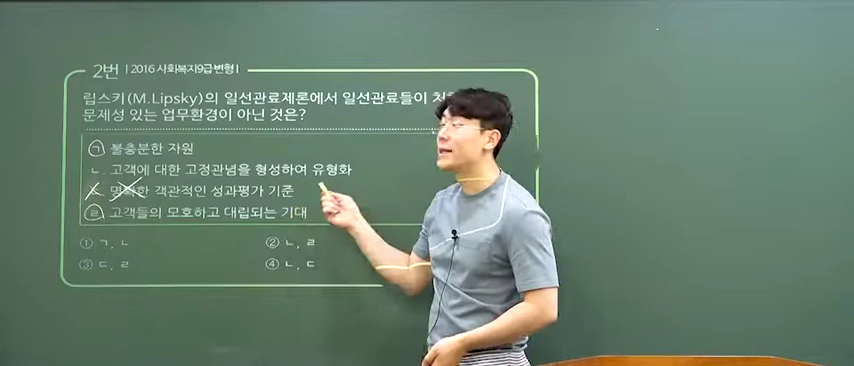 2번 | 2016 사회복지9급 변형 |
립스키(M.Lipsky)의 일선관료제론에서 일선관료들이
문제성 있는 업무환경이 아닌 것은?
ㄱ 불충분한 자원
ㄴ. 고객에 대한 고정관념을 형성하여 유형화
ㄷ 명확한 객관적인 성과평가 기준
ㄹ 고객들의 모호하고 대립되는 기대
① ㄱ, ㄴ
② ㄴ, ㄹ
③ ㄷ, ㄹ
④ ㄴ, ㄷ